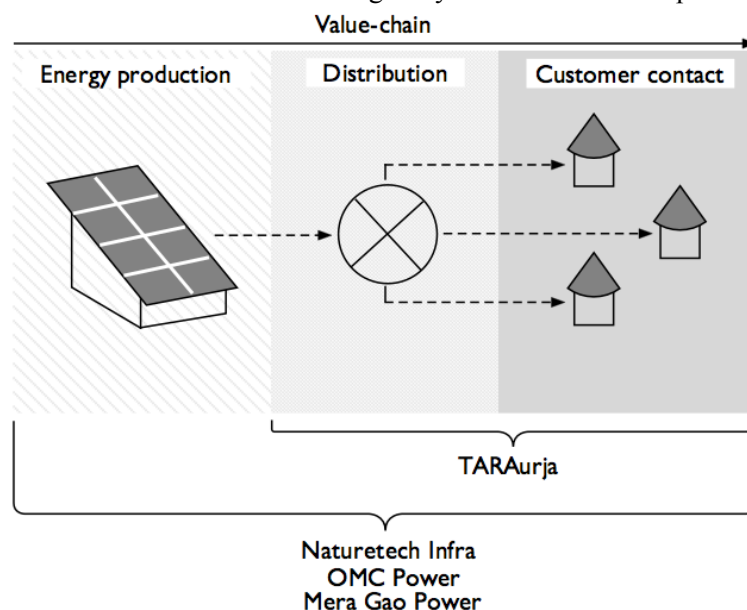 Value-chain
Energy production Distribution Customer contact
TARAurja
Naturetech Infra
OMC Power
Mera Gao Power